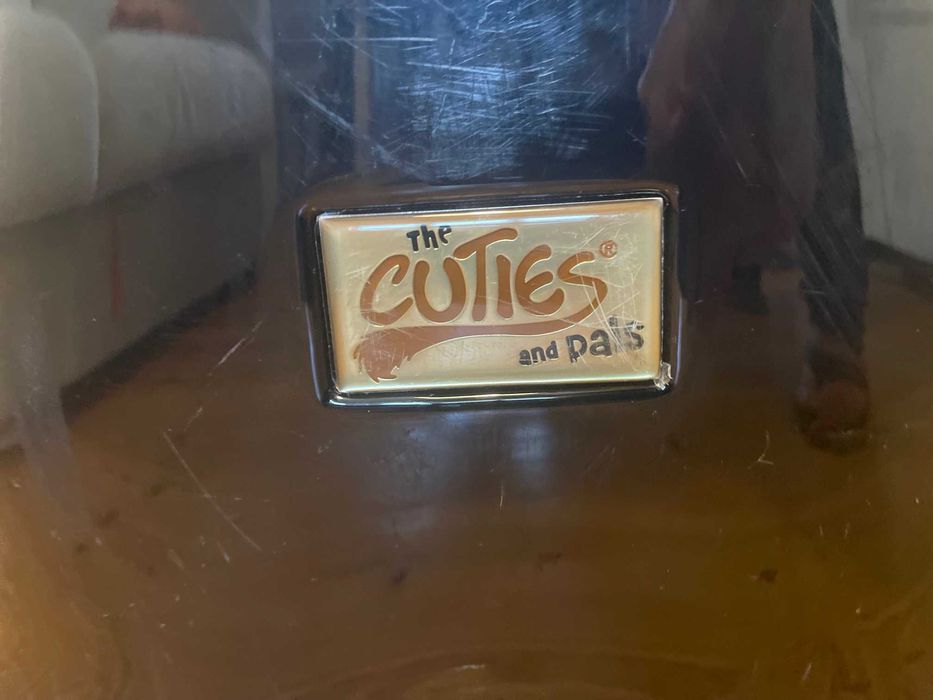 The
CUTIES®
and pals